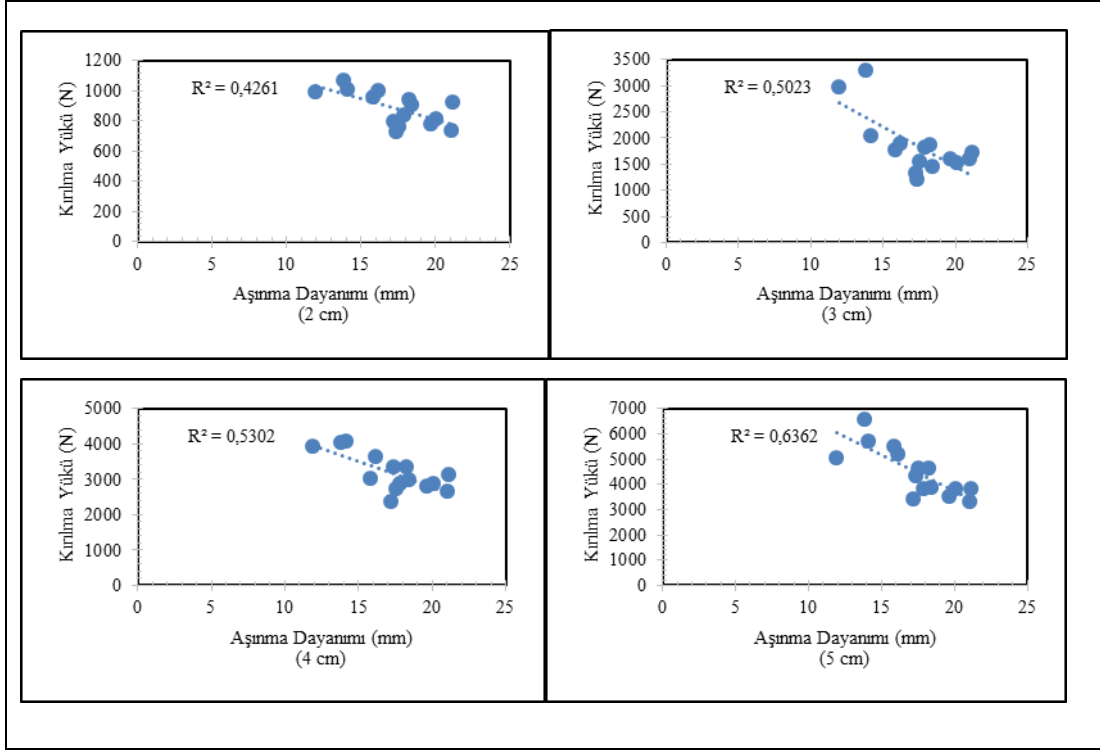 1200
1000
800
600
400
200
0
0 5 10 15 20 25
R² = 0,4261
Kırılma Yükü (N)
Aşınma Dayanımı (mm)
(2 cm)
3500
3000
2500
2000
1500
1000
500
0
0 5 10 15 20 25
R² = 0,5023
Kırılma Yükü (N)
Aşınma Dayanımı (mm)
(3 cm)
5000
4000
3000
2000
1000
0
0 5 10 15 20 25
R² = 0,5302
Kırılma Yükü (N)
Aşınma Dayanımı (mm)
(4 cm)
7000
6000
5000
4000
3000
2000
1000
0
0 5 10 15 20 25
R² = 0,6362
Kırılma Yükü (N)
Aşınma Dayanımı (mm)
(5 cm)